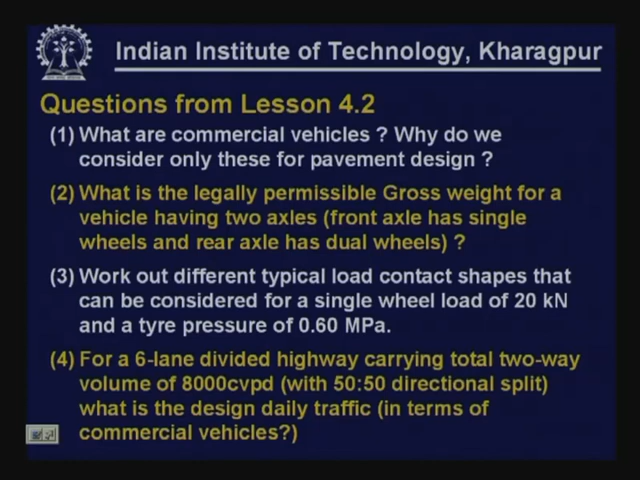 Indian Institute of Technology, Kharagpur
Questions from Lesson 4.2
(1) What are commercial vehicles ? Why do we
consider only these for pavement design ?
(2) What is the legally permissible Gross weight for a
vehicle having two axles (front axle has single
wheels and rear axle has dual wheels) ?
(3) Work out different typical load contact shapes that
can be considered for a single wheel load of 20 kN
and a tyre pressure of 0.60 MPa.
(4) For a 6-lane divided highway carrying total two-way
volume of 8000cvpd (with 50:50 directional split)
what is the design daily traffic (in terms of
commercial vehicles?)